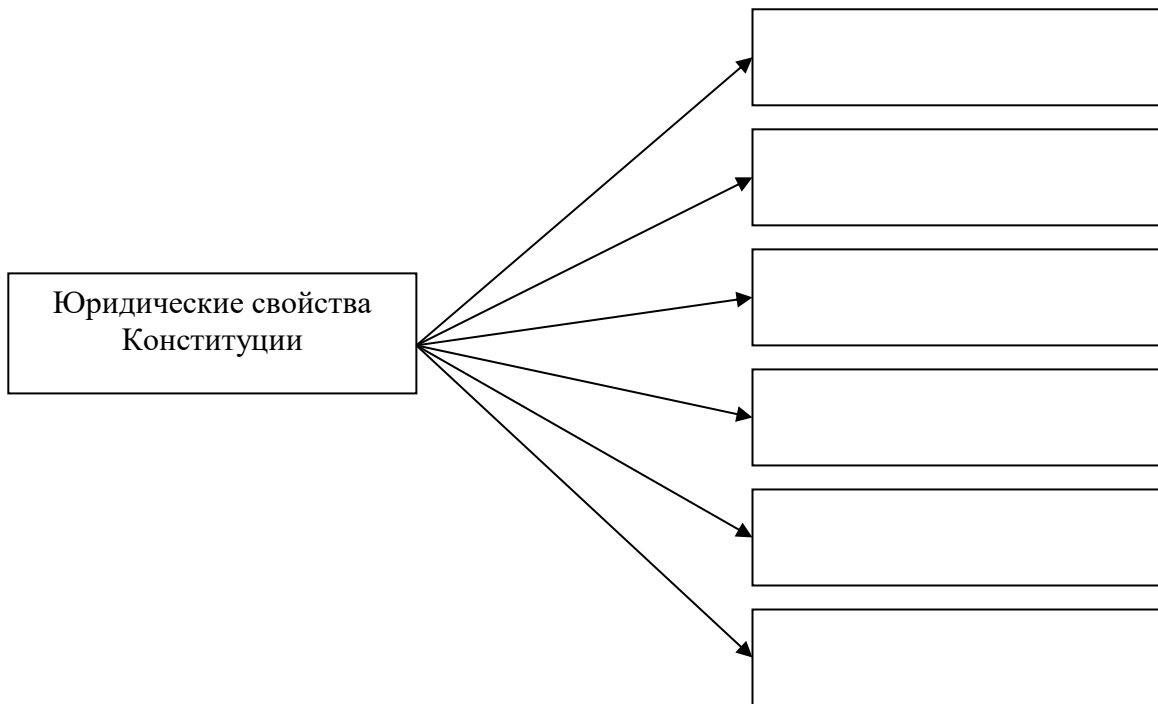 Юридические свойства
Конституции